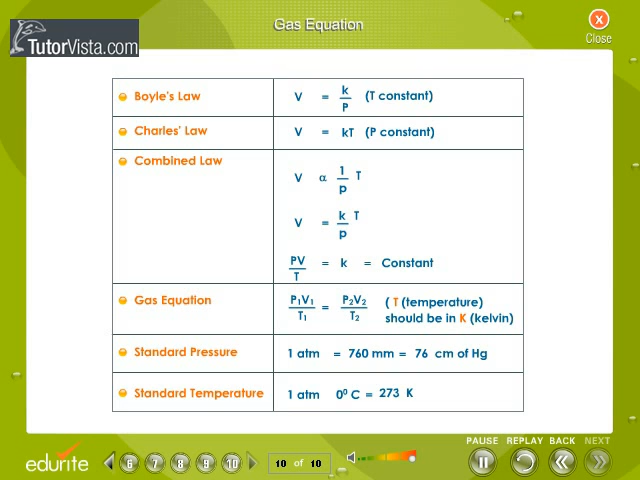 Gas Equation
X
Close
TutorVista.com
Boyle's Law V = k/P (T constant)
Charles' Law V = kT (P constant)
Combined Law V α 1/p T
V = k/p T
PV/T = k = Constant
Gas Equation P₁V₁/T₁ = P₂V₂/T₂ ( T (temperature)
should be in K (kelvin)
Standard Pressure 1 atm = 760 mm = 76 cm of Hg
Standard Temperature 1 atm 0⁰ C = 273 K
PAUSE REPLAY BACK NEXT
edurite 6 7 8 9 10 10 of 10